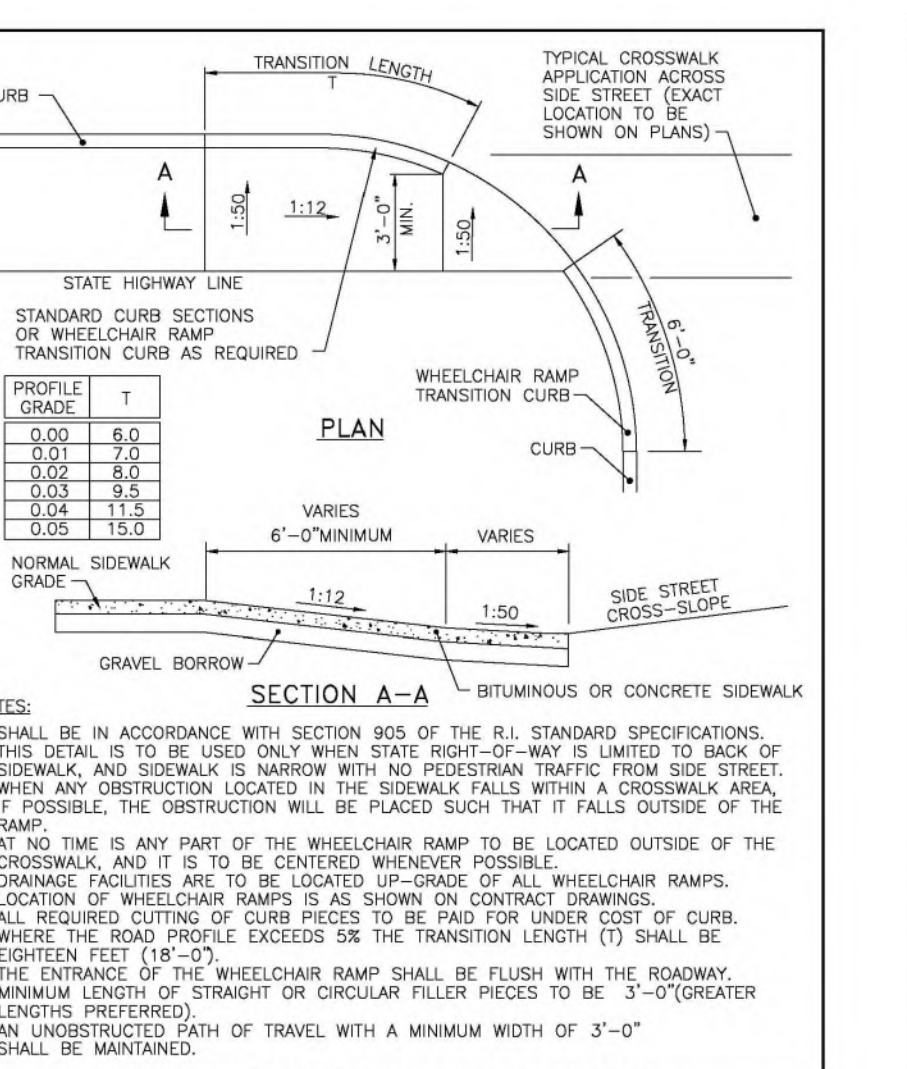 TRANSITION LENGTH
T
TYPICAL CROSSWALK
APPLICATION ACROSS
SIDE STREET (EXACT
LOCATION TO BE
SHOWN ON PLANS)
URB
A
A
1:50
1:12
3'-0"
MIN.
1:50
STATE HIGHWAY LINE
STANDARD CURB SECTIONS
OR WHEELCHAIR RAMP
TRANSITION CURB AS REQUIRED
6'-0"
TRANSITION
PROFILE GRADE T
0.00 6.0
0.01 7.0
0.02 8.0
0.03 9.5
0.04 11.5
0.05 15.0
WHEELCHAIR RAMP
TRANSITION CURB
PLAN
CURB
VARIES
6'-0"MINIMUM
VARIES
NORMAL SIDEWALK
GRADE
1:12
1:50
SIDE STREET
CROSS-SLOPE
GRAVEL BORROW
SECTION A-A
BITUMINOUS OR CONCRETE SIDEWALK
TES:
SHALL BE IN ACCORDANCE WITH SECTION 905 OF THE R.I. STANDARD SPECIFICATIONS.
THIS DETAIL IS TO BE USED ONLY WHEN STATE RIGHT-OF-WAY IS LIMITED TO BACK OF
SIDEWALK, AND SIDEWALK IS NARROW WITH NO PEDESTRIAN TRAFFIC FROM SIDE STREET.
WHEN ANY OBSTRUCTION LOCATED IN THE SIDEWALK FALLS WITHIN A CROSSWALK AREA,
IF POSSIBLE, THE OBSTRUCTION WILL BE PLACED SUCH THAT IT FALLS OUTSIDE OF THE
RAMP.
AT NO TIME IS ANY PART OF THE WHEELCHAIR RAMP TO BE LOCATED OUTSIDE OF THE
CROSSWALK, AND IT IS TO BE CENTERED WHENEVER POSSIBLE.
DRAINAGE FACILITIES ARE TO BE LOCATED UP-GRADE OF ALL WHEELCHAIR RAMPS.
LOCATION OF WHEELCHAIR RAMPS IS AS SHOWN ON CONTRACT DRAWINGS.
ALL REQUIRED CUTTING OF CURB PIECES TO BE PAID FOR UNDER COST OF CURB.
WHERE THE ROAD PROFILE EXCEEDS 5% THE TRANSITION LENGTH (T) SHALL BE
EIGHTEEN FEET (18'-0").
THE ENTRANCE OF THE WHEELCHAIR RAMP SHALL BE FLUSH WITH THE ROADWAY.
MINIMUM LENGTH OF STRAIGHT OR CIRCULAR FILLER PIECES TO BE 3'-0"(GREATER
LENGTHS PREFERRED).
AN UNOBSTRUCTED PATH OF TRAVEL WITH A MINIMUM WIDTH OF 3'-0"
SHALL BE MAINTAINED.